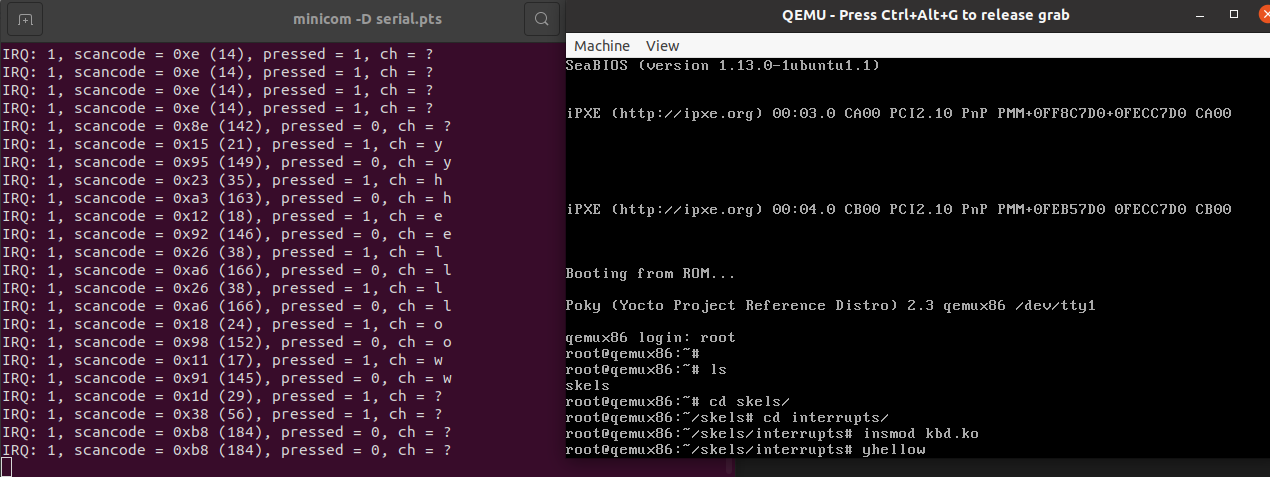 minicom -D serial.pts
IRQ: 1, scancode = 0xe (14), pressed = 1, ch = ?
IRQ: 1, scancode = 0xe (14), pressed = 1, ch = ?
IRQ: 1, scancode = 0xe (14), pressed = 1, ch = ?
IRQ: 1, scancode = 0xe (14), pressed = 1, ch = ?
IRQ: 1, scancode = 0x8e (142), pressed = 0, ch = ?
IRQ: 1, scancode = 0x15 (21), pressed = 1, ch = y
IRQ: 1, scancode = 0x95 (149), pressed = 0, ch = y
IRQ: 1, scancode = 0x23 (35), pressed = 1, ch = h
IRQ: 1, scancode = 0xa3 (163), pressed = 0, ch = h
IRQ: 1, scancode = 0x12 (18), pressed = 1, ch = e
IRQ: 1, scancode = 0x92 (146), pressed = 0, ch = e
IRQ: 1, scancode = 0x26 (38), pressed = 1, ch = l
IRQ: 1, scancode = 0xa6 (166), pressed = 0, ch = l
IRQ: 1, scancode = 0x26 (38), pressed = 1, ch = l
IRQ: 1, scancode = 0xa6 (166), pressed = 0, ch = l
IRQ: 1, scancode = 0x18 (24), pressed = 1, ch = o
IRQ: 1, scancode = 0x98 (152), pressed = 0, ch = o
IRQ: 1, scancode = 0x11 (17), pressed = 1, ch = w
IRQ: 1, scancode = 0x91 (145), pressed = 0, ch = w
IRQ: 1, scancode = 0x1d (29), pressed = 1, ch = ?
IRQ: 1, scancode = 0x38 (56), pressed = 1, ch = ?
IRQ: 1, scancode = 0xb8 (184), pressed = 0, ch = ?
IRQ: 1, scancode = 0xb8 (184), pressed = 0, ch = ?
QEMU - Press Ctrl+Alt+G to release grab
Machine View
SeaBIOS (version 1.13.0-1ubuntu1.1)
iPXE (http://ipxe.org) 00:03.0 CA00 PCI2.10 PnP PMM+0FF8C7D0+0FECC7D0 CA00
iPXE (http://ipxe.org) 00:04.0 CB00 PCI2.10 PnP PMM+0FEB57D0 0FECC7D0 CB00
Booting from ROM...
Poky (Yocto Project Reference Distro) 2.3 qemux86 /dev/tty1
qemux86 login: root
root@qemux86:~#
root@qemux86:~# ls
skels
root@qemux86:~# cd skels/
root@qemux86:~/skels# cd interrupts/
root@qemux86:~/skels/interrupts# insmod kbd.ko
root@qemux86:~/skels/interrupts# yhellow